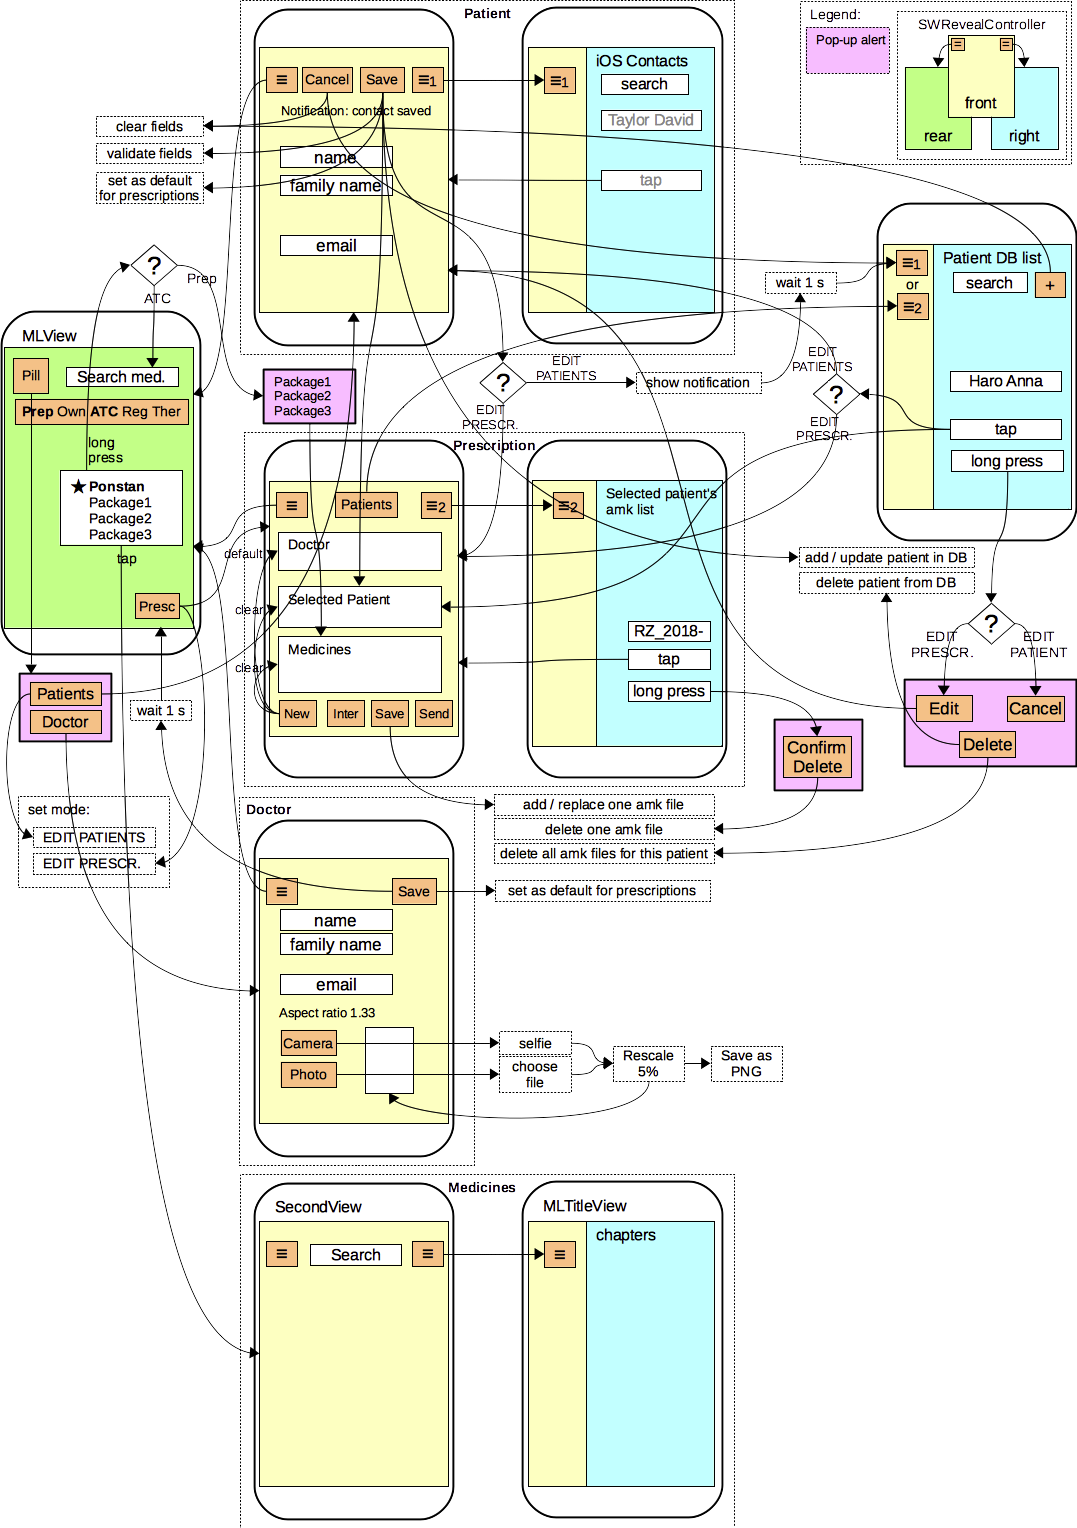 Patient
≡
Cancel
Save
≡1
Notification: contact saved
name
family name
email
≡1
iOS Contacts
search
Taylor David
tap
Legend:
Pop-up alert
SWRevealController
=
=
front
rear
right
clear fields
validate fields
set as default
for prescriptions
?
Prep
ATC
MLView
Pill
Search med.
Prep Own ATC Reg Ther
long
press
★ Ponstan
Package1
Package2
Package3
tap
Presc
Package1
Package2
Package3
?
EDIT
PATIENTS
EDIT
PRESCR.
show notification
wait 1 s
≡1
or
≡2
Patient DB list
search
+
Haro Anna
tap
long press
EDIT
PATIENTS
?
EDIT
PRESCR.
Prescription
≡
Patients
≡2
default
Doctor
clear
Selected Patient
clear
Medicines
New
Inter
Save
Send
≡2
Selected patient's
amk list
RZ_2018-
tap
long press
add / update patient in DB
delete patient from DB
?
EDIT
PRESCR.
EDIT
PATIENT
Edit
Cancel
Delete
Confirm
Delete
Patients
Doctor
wait 1 s
set mode:
EDIT PATIENTS
EDIT PRESCR.
add / replace one amk file
delete one amk file
delete all amk files for this patient
Doctor
≡
Save
set as default for prescriptions
name
family name
email
Aspect ratio 1.33
Camera
Photo
selfie
choose
file
Rescale
5%
Save as
PNG
Medicines
SecondView
≡
Search
≡
MLTitleView
≡
chapters